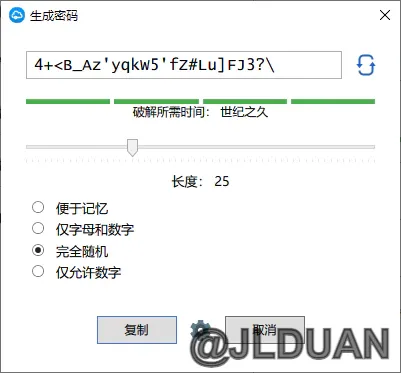 生成密码
4+<B_Az'yqkW5'fZ#Lu]FJ3?\
破解所需时间： 世纪之久
长度： 25
便于记忆
仅字母和数字
完全随机
仅允许数字
复制
取消
@JLDUAN